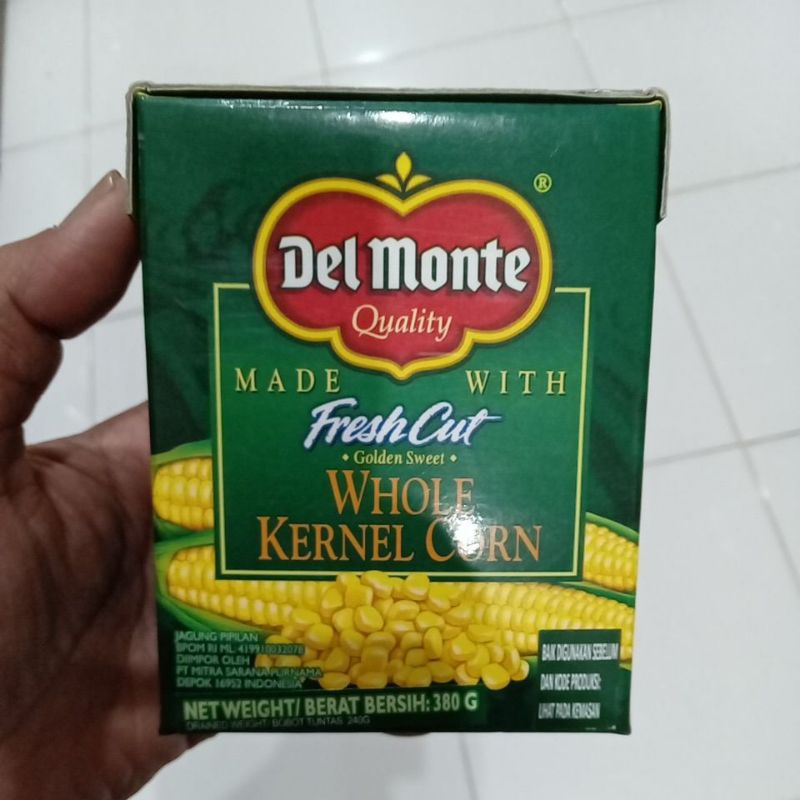 ®
Del Monte
Quality
MADE WITH
Fresh Cut
• Golden Sweet •
WHOLE
KERNEL CORN
JAGUNG PIPILAN
BPOM RI ML. 419910032076
DIIMPOR OLEH
PT MITRA SARANA PURNAMA
DEPOK 16952 INDONESIA
NET WEIGHT/ BERAT BERSIH: 380 G
DRAINED WEIGHT/ BOBOT TUNTAS: 240G
BAIK DIGUNAKAN SEBELUM
DAN KODE PRODUKSI:
LIHAT PADA KEMASAN